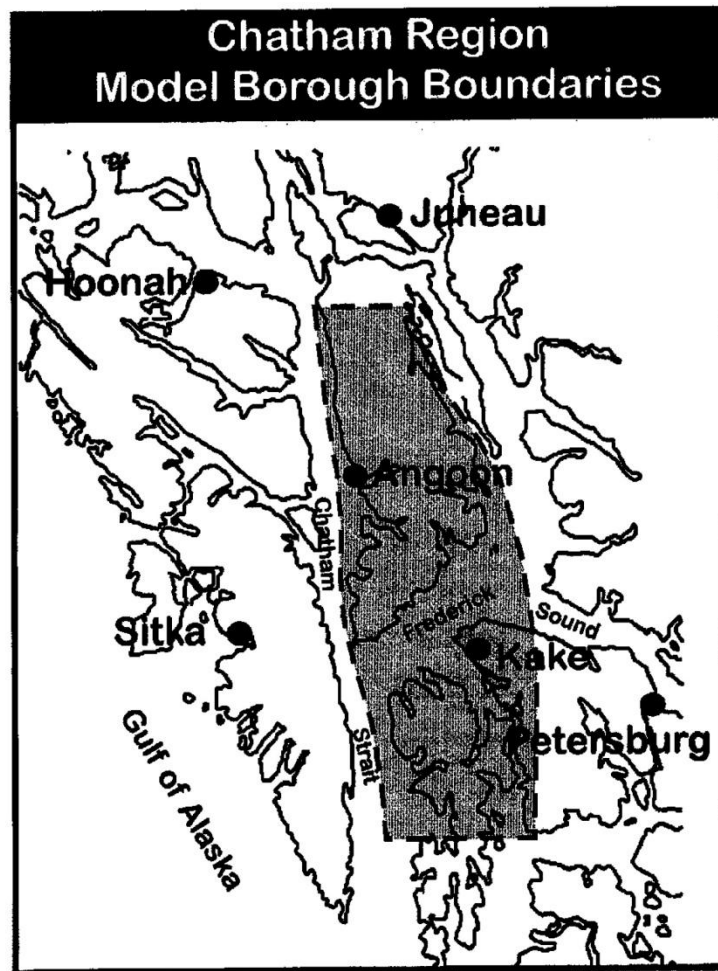 Chatham Region
Model Borough Boundaries
Juneau
Hoonah
Angoon
Chatham
Frederick
Sound
Sitka
Kake
Strait
Petersburg
Gulf of Alaska